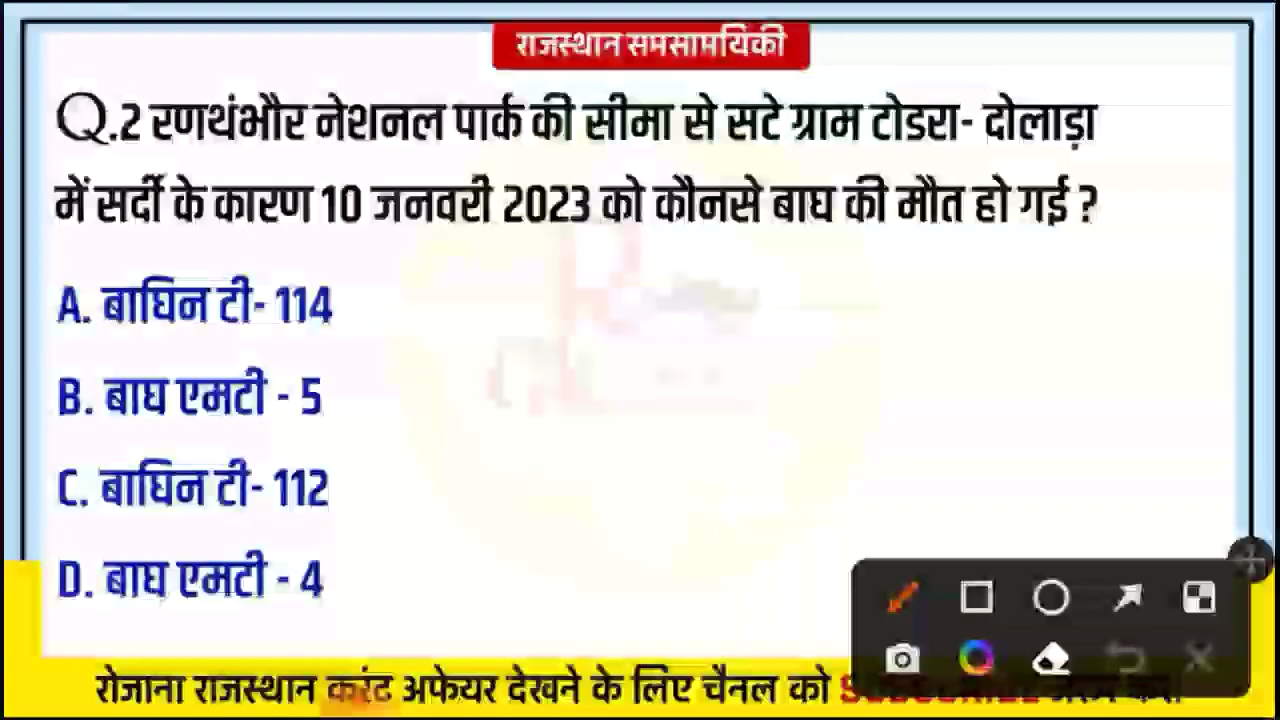 राजस्थान समसामयिकी
Q.2 रणथंभौर नेशनल पार्क की सीमा से सटे ग्राम टोडरा- दोलाड़ा
में सर्दी के कारण 10 जनवरी 2023 को कौनसे बाघ की मौत हो गई ?
A. बाघिन टी- 114
B. बाघ एमटी - 5
C. बाघिन टी- 112
D. बाघ एमटी - 4
रोजाना राजस्थान करंट अफेयर देखने के लिए चैनल को